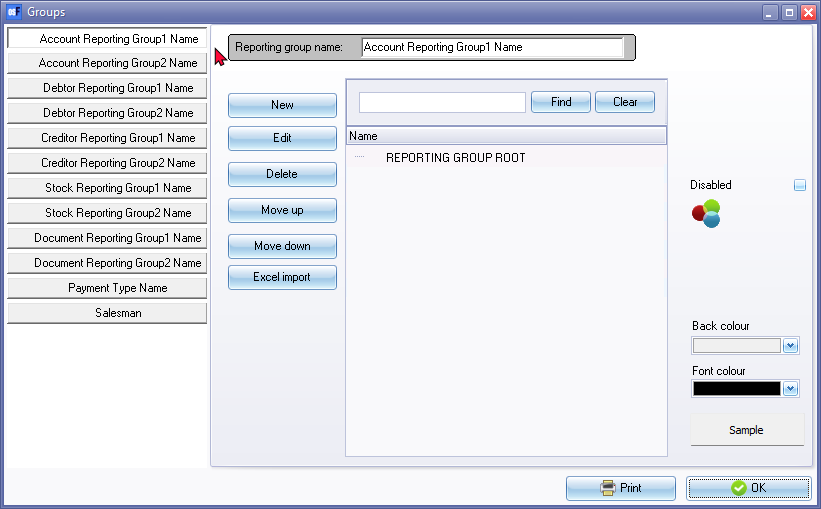 Groups
Account Reporting Group1 Name
Account Reporting Group2 Name
Debtor Reporting Group1 Name
Debtor Reporting Group2 Name
Creditor Reporting Group1 Name
Creditor Reporting Group2 Name
Stock Reporting Group1 Name
Stock Reporting Group2 Name
Document Reporting Group1 Name
Document Reporting Group2 Name
Payment Type Name
Salesman
Reporting group name: Account Reporting Group1 Name
New
Edit
Delete
Move up
Move down
Excel import
Find Clear
Name
REPORTING GROUP ROOT
Disabled
Back colour
Font colour
Sample
Print OK